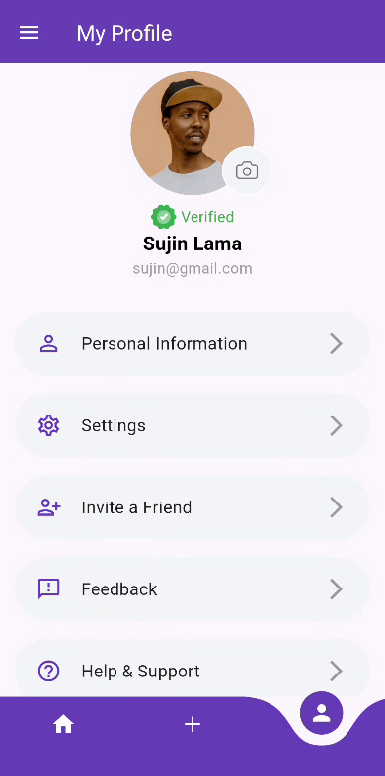 My Profile
Verified
Sujin Lama
sujin@gmail.com
Personal Information
Settings
Invite a Friend
Feedback
Help & Support